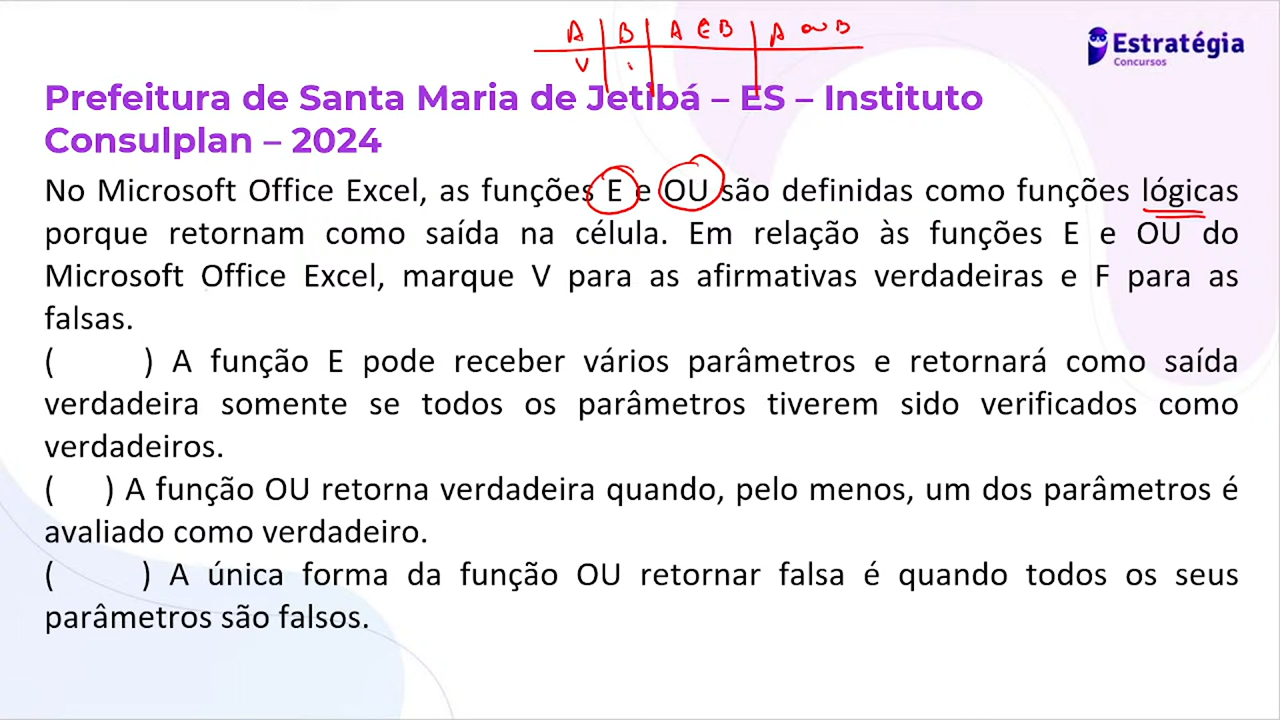 A B A E B A ou B
V
Estratégia
Concursos
Prefeitura de Santa Maria de Jetibá – ES – Instituto
Consulplan – 2024
No Microsoft Office Excel, as funções E e OU são definidas como funções lógicas
porque retornam como saída na célula. Em relação às funções E e OU do
Microsoft Office Excel, marque V para as afirmativas verdadeiras e F para as
falsas.
( ) A função E pode receber vários parâmetros e retornará como saída
verdadeira somente se todos os parâmetros tiverem sido verificados como
verdadeiros.
( ) A função OU retorna verdadeira quando, pelo menos, um dos parâmetros é
avaliado como verdadeiro.
( ) A única forma da função OU retornar falsa é quando todos os seus
parâmetros são falsos.